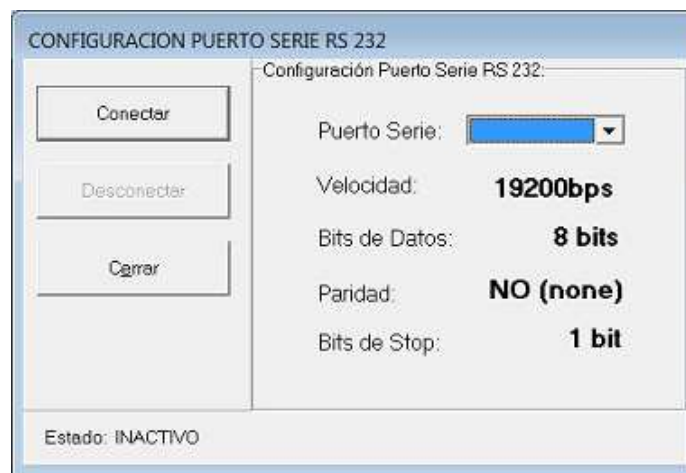 CONFIGURACION PUERTO SERIE RS 232
Conectar
Desconectar
Cerrar
Configuración Puerto Serie RS 232:
Puerto Serie:
Velocidad: 19200bps
Bits de Datos: 8 bits
Paridad: NO (none)
Bits de Stop: 1 bit
Estado: INACTIVO